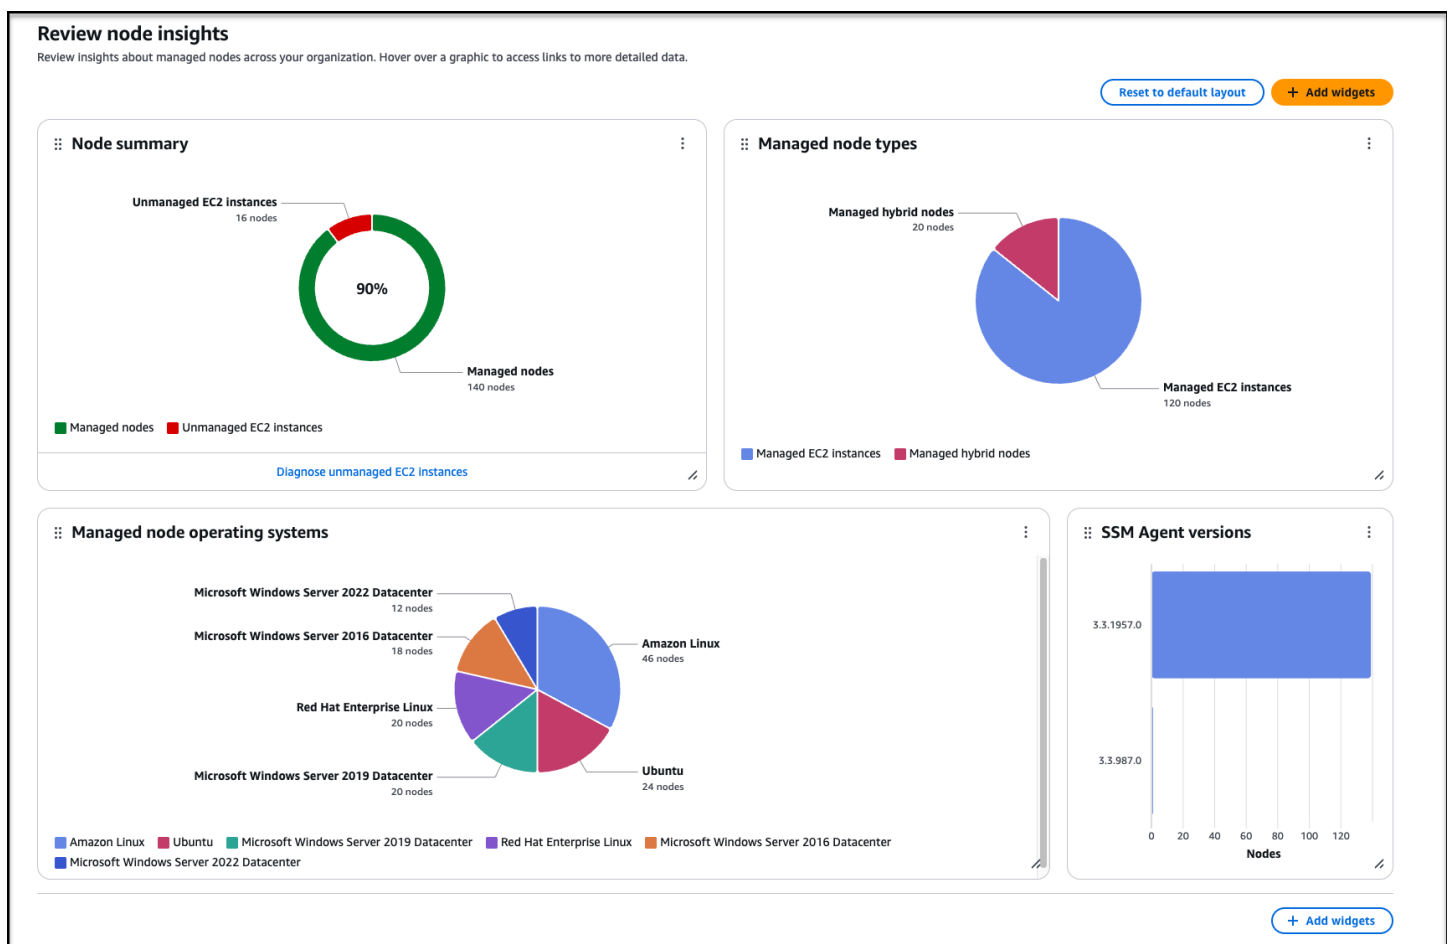 Review node insights
Review insights about managed nodes across your organization. Hover over a graphic to access links to more detailed data.
Reset to default layout
+ Add widgets
Node summary
Unmanaged EC2 instances
16 nodes
90%
Managed nodes
140 nodes
Managed nodes Unmanaged EC2 instances
Diagnose unmanaged EC2 instances
Managed node types
Managed hybrid nodes
20 nodes
Managed EC2 instances
120 nodes
Managed EC2 instances Managed hybrid nodes
Managed node operating systems
Microsoft Windows Server 2022 Datacenter
12 nodes
Microsoft Windows Server 2016 Datacenter
18 nodes
Amazon Linux
46 nodes
Red Hat Enterprise Linux
20 nodes
Microsoft Windows Server 2019 Datacenter
20 nodes
Ubuntu
24 nodes
Amazon Linux Ubuntu Microsoft Windows Server 2019 Datacenter Red Hat Enterprise Linux Microsoft Windows Server 2016 Datacenter
Microsoft Windows Server 2022 Datacenter
SSM Agent versions
3.3.1957.0
3.3.987.0
0 20 40 60 80 100 120
Nodes
+ Add widgets